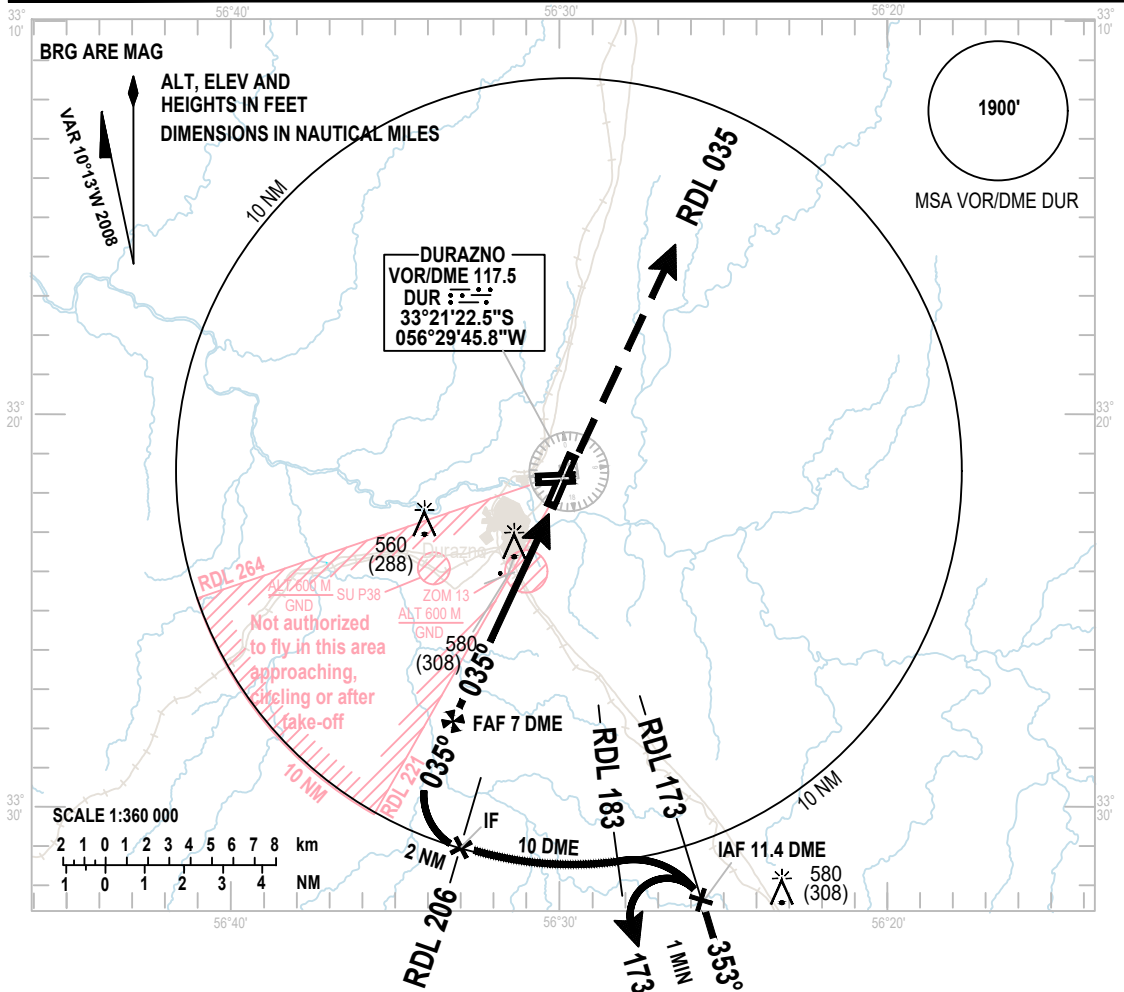 56°40'
56°30'
56°20'
33°
10'
33°
10'
BRG ARE MAG
ALT, ELEV AND
HEIGHTS IN FEET
DIMENSIONS IN NAUTICAL MILES
VAR 10°13'W 2008
1900'
MSA VOR/DME DUR
10 NM
RDL 035
DURAZNO
VOR/DME 117.5
DUR
33°21'22.5"S
056°29'45.8"W
33°
20'
33°
20'
560
(288)
Durazno
RDL 264
ALT 600 M
GND
SU P38
ZOM 13
ALT 600 M
GND
Not authorized
to fly in this area
approaching,
circling or after
take-off
580
(308)
035°
FAF 7 DME
035°
RDL 221
10 NM
RDL 183
RDL 173
10 NM
33°
30'
33°
30'
SCALE 1:360 000
2 1 0 1 2 3 4 5 6 7 8 km
1 0 1 2 3 4 NM
IF
2 NM
10 DME
IAF 11.4 DME
580
(308)
RDL 206
173
1 MIN
353°
56°40'
56°30'
56°20'